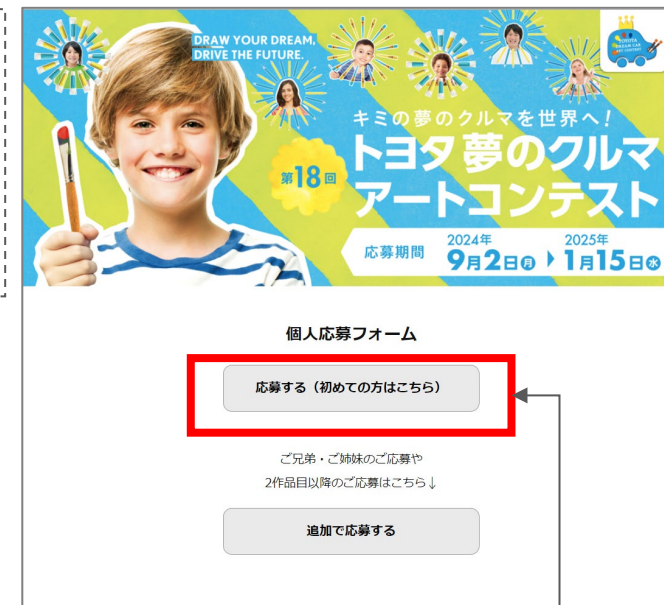 DRAW YOUR DREAM.
DRIVE THE FUTURE.
TOYOTA
DREAM CAR
ART CONTEST
キミの夢のクルマを世界へ!
第18回
トヨタ夢のクルマ
アートコンテスト
応募期間 2024年9月2日月 2025年1月15日水
個人応募フォーム
応募する(初めての方はこちら)
ご兄弟・ご姉妹のご応募や
2作品目以降のご応募はこちら↓
追加で応募する